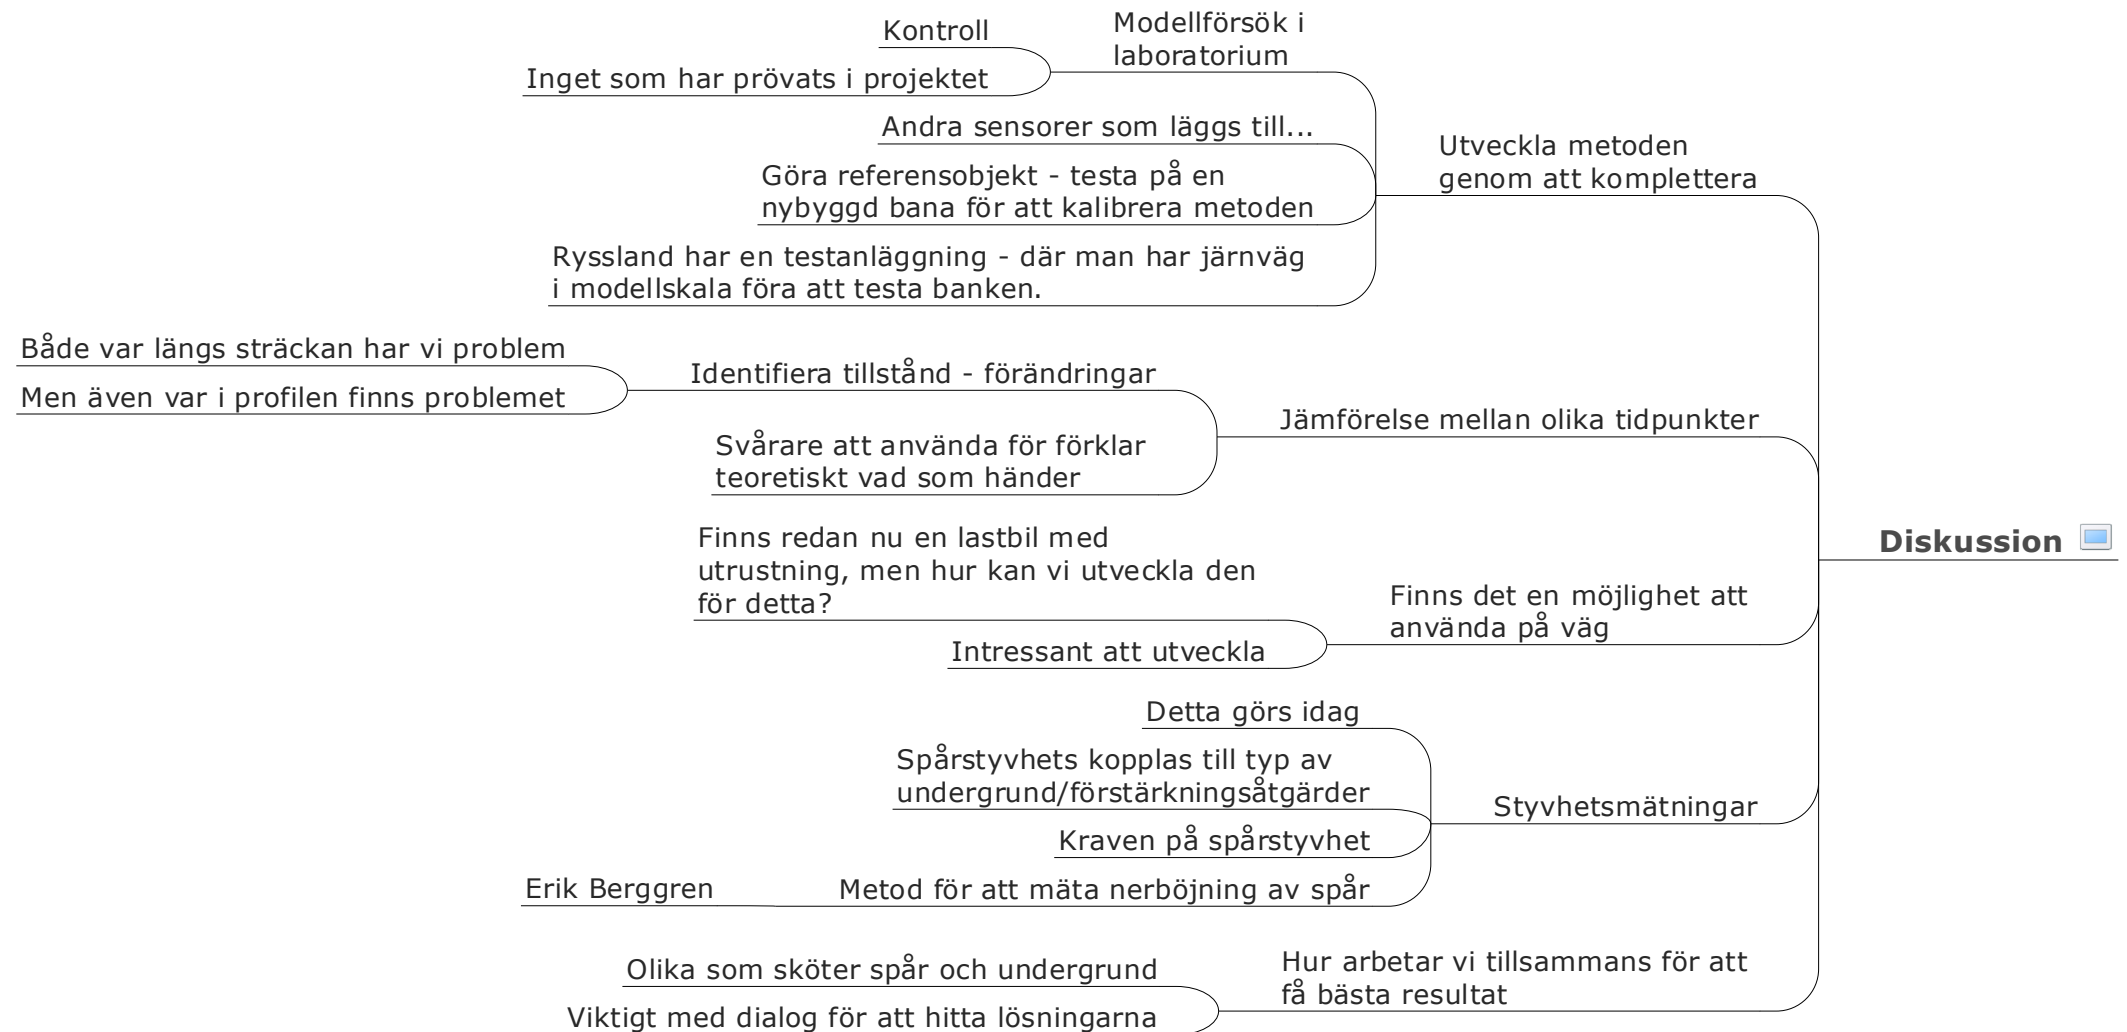 Kontroll
Inget som har prövats i projektet
Modellförsök i
laboratorium
Andra sensorer som läggs till...
Göra referensobjekt - testa på en
nybyggd bana för att kalibrera metoden
Ryssland har en testanläggning - där man har järnväg
i modellskala föra att testa banken.
Utveckla metoden
genom att komplettera
Både var längs sträckan har vi problem
Men även var i profilen finns problemet
Identifiera tillstånd - förändringar
Svårare att använda för förklar
teoretiskt vad som händer
Jämförelse mellan olika tidpunkter
Finns redan nu en lastbil med
utrustning, men hur kan vi utveckla den
för detta?
Intressant att utveckla
Finns det en möjlighet att
använda på väg
Diskussion
Detta görs idag
Spårstyvhets kopplas till typ av
undergrund/förstärkningsåtgärder
Kraven på spårstyvhet
Erik Berggren
Metod för att mäta nerböjning av spår
Styvhetsmätningar
Olika som sköter spår och undergrund
Viktigt med dialog för att hitta lösningarna
Hur arbetar vi tillsammans för att
få bästa resultat